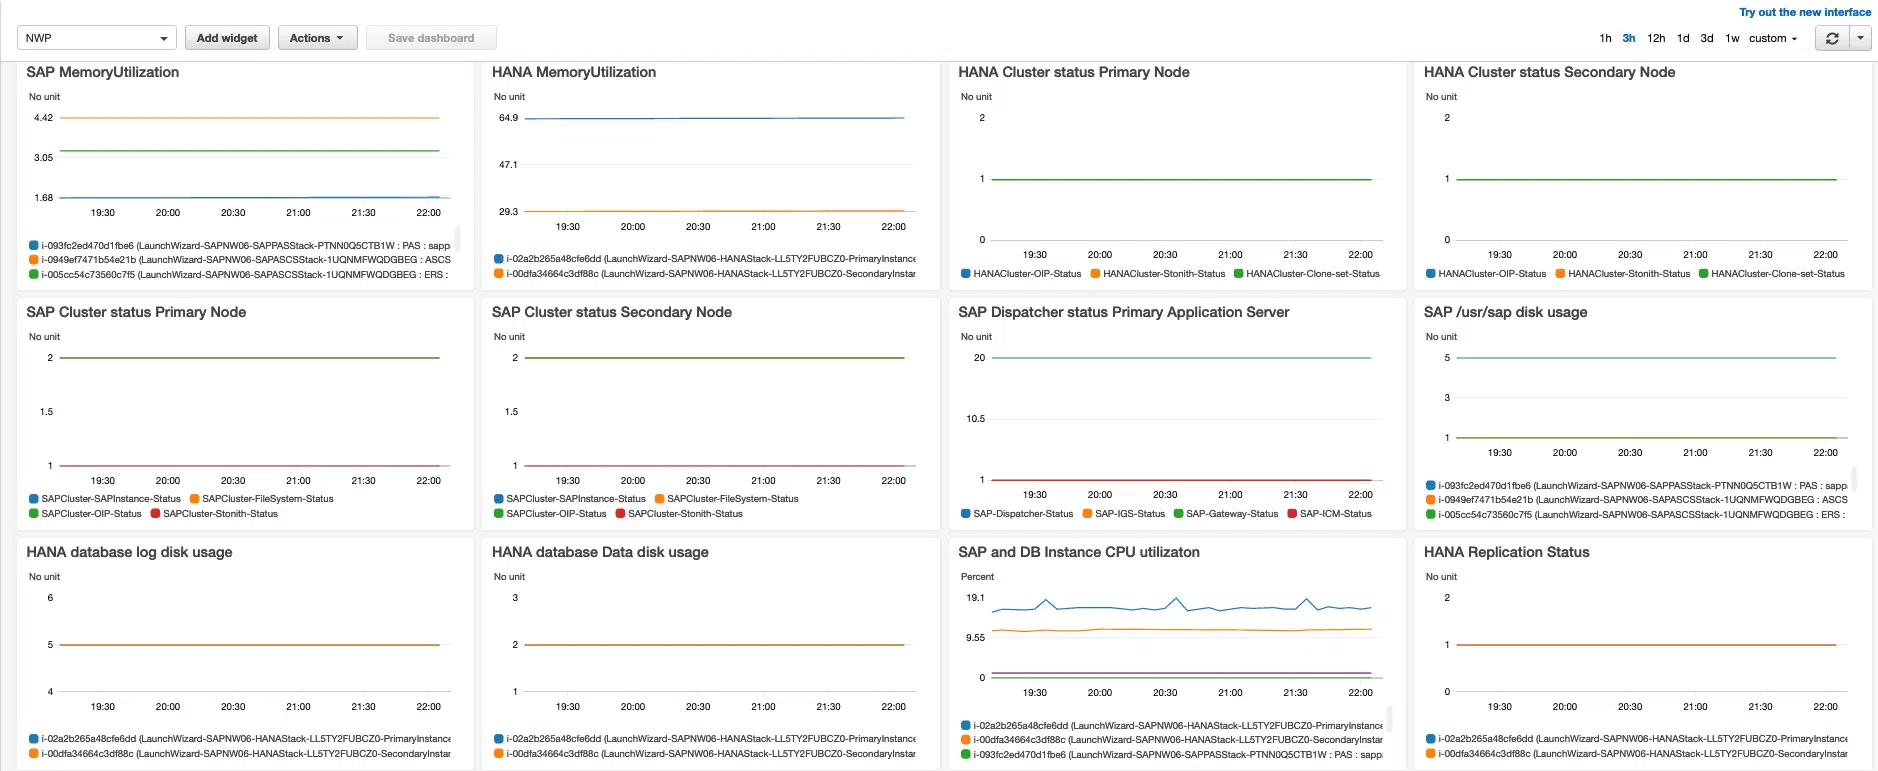 Try out the new interface
NWP Add widget Actions Save dashboard 1h 3h 12h 1d 3d 1w custom
SAP MemoryUtilization
No unit
4.42
3.05
1.68
19:30 20:00 20:30 21:00 21:30 22:00
i-093fc2ed470d1fbe6 (LaunchWizard-SAPNW06-SAPPASStack-PTNN0Q5CTB1W : PAS : sapp
i-0949ef7471b54e21b (LaunchWizard-SAPNW06-SAPASCSStack-1UQNMFWQDGBEG : ASCS
i-005cc54c73560c7f5 (LaunchWizard-SAPNW06-SAPASCSStack-1UQNMFWQDGBEG : ERS :
HANA MemoryUtilization
No unit
64.9
47.1
29.3
19:30 20:00 20:30 21:00 21:30 22:00
i-02a2b265a48cfe6dd (LaunchWizard-SAPNW06-HANAStack-LL5TY2FUBCZ0-PrimaryInstance
i-00dfa34664c3df88c (LaunchWizard-SAPNW06-HANAStack-LL5TY2FUBCZ0-SecondaryInstar
HANA Cluster status Primary Node
No unit
2
1
0
19:30 20:00 20:30 21:00 21:30 22:00
HANACluster-OIP-Status HANACluster-Stonith-Status HANACluster-Clone-set-Status
HANA Cluster status Secondary Node
No unit
2
1
0
19:30 20:00 20:30 21:00 21:30 22:00
HANACluster-OIP-Status HANACluster-Stonith-Status HANACluster-Clone-set-Status
SAP Cluster status Primary Node
No unit
2
1.5
1
19:30 20:00 20:30 21:00 21:30 22:00
SAPCluster-SAPInstance-Status SAPCluster-FileSystem-Status
SAPCluster-OIP-Status SAPCluster-Stonith-Status
SAP Cluster status Secondary Node
No unit
2
1.5
1
19:30 20:00 20:30 21:00 21:30 22:00
SAPCluster-SAPInstance-Status SAPCluster-FileSystem-Status
SAPCluster-OIP-Status SAPCluster-Stonith-Status
SAP Dispatcher status Primary Application Server
No unit
20
10.5
1
19:30 20:00 20:30 21:00 21:30 22:00
SAP-Dispatcher-Status SAP-IGS-Status SAP-Gateway-Status SAP-ICM-Status
SAP /usr/sap disk usage
No unit
5
3
1
19:30 20:00 20:30 21:00 21:30 22:00
i-093fc2ed470d1fbe6 (LaunchWizard-SAPNW06-SAPPASStack-PTNN0Q5CTB1W : PAS : sapp
i-0949ef7471b54e21b (LaunchWizard-SAPNW06-SAPASCSStack-1UQNMFWQDGBEG : ASCS
i-005cc54c73560c7f5 (LaunchWizard-SAPNW06-SAPASCSStack-1UQNMFWQDGBEG : ERS :
HANA database log disk usage
No unit
6
5
4
19:30 20:00 20:30 21:00 21:30 22:00
i-02a2b265a48cfe6dd (LaunchWizard-SAPNW06-HANAStack-LL5TY2FUBCZ0-PrimaryInstance
i-00dfa34664c3df88c (LaunchWizard-SAPNW06-HANAStack-LL5TY2FUBCZ0-SecondaryInstar
HANA database Data disk usage
No unit
3
2
1
19:30 20:00 20:30 21:00 21:30 22:00
i-02a2b265a48cfe6dd (LaunchWizard-SAPNW06-HANAStack-LL5TY2FUBCZ0-PrimaryInstance
i-00dfa34664c3df88c (LaunchWizard-SAPNW06-HANAStack-LL5TY2FUBCZ0-SecondaryInstar
SAP and DB Instance CPU utilizaton
Percent
19.1
9.55
0
19:30 20:00 20:30 21:00 21:30 22:00
i-02a2b265a48cfe6dd (LaunchWizard-SAPNW06-HANAStack-LL5TY2FUBCZ0-PrimaryInstance
i-00dfa34664c3df88c (LaunchWizard-SAPNW06-HANAStack-LL5TY2FUBCZ0-SecondaryInstar
i-093fc2ed470d1fbe6 (LaunchWizard-SAPNW06-SAPPASStack-PTNN0Q5CTB1W : PAS : sapp
HANA Replication Status
No unit
2
1
0
19:30 20:00 20:30 21:00 21:30 22:00
i-02a2b265a48cfe6dd (LaunchWizard-SAPNW06-HANAStack-LL5TY2FUBCZ0-PrimaryInstance
i-00dfa34664c3df88c (LaunchWizard-SAPNW06-HANAStack-LL5TY2FUBCZ0-SecondaryInstar